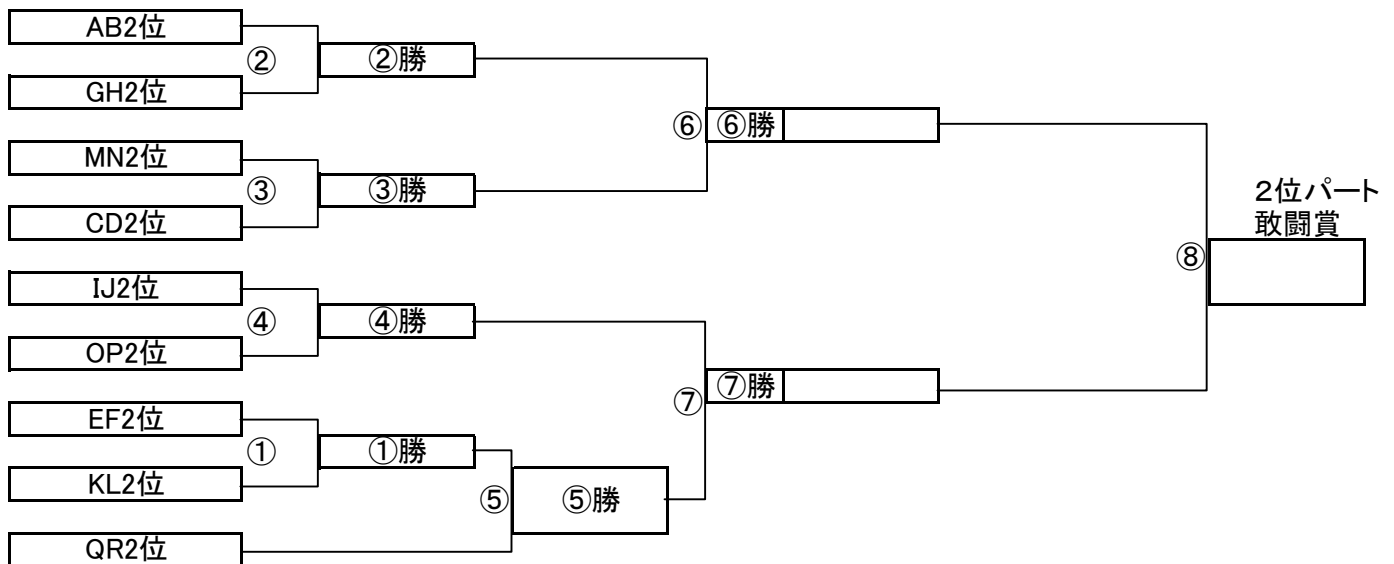 AB2位
②
②勝
GH2位
⑥
⑥勝
MN2位
③
③勝
CD2位
2位パート
敢闘賞
⑧
IJ2位
④
④勝
OP2位
⑦
⑦勝
EF2位
①
①勝
KL2位
⑤
⑤勝
QR2位